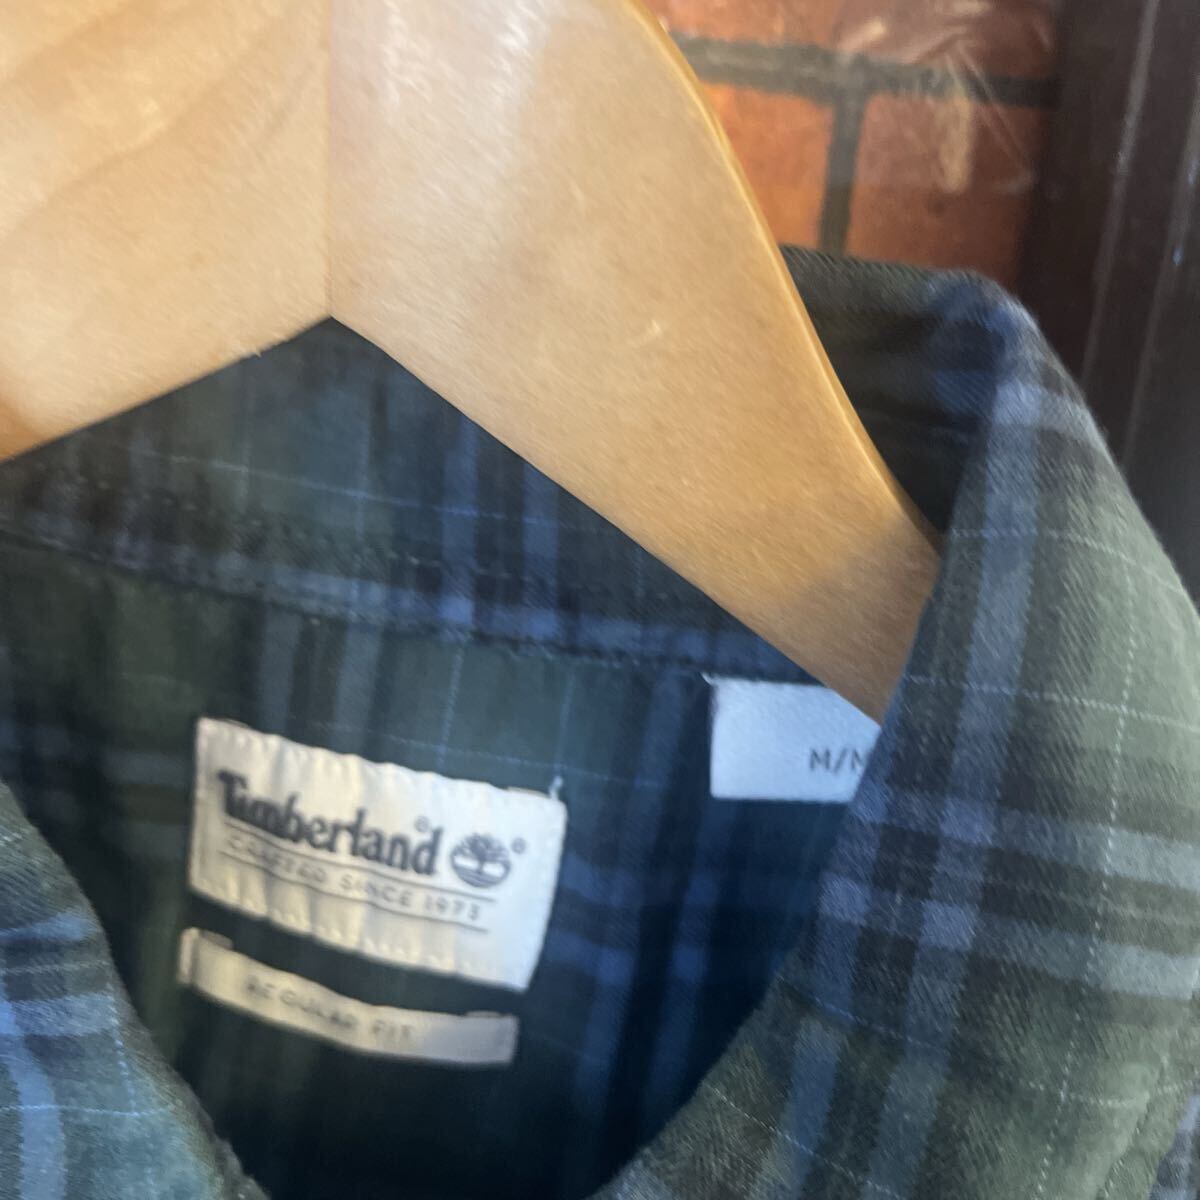 Timberland®
CRAFTED SINCE 1973
REGULAR FIT
M/M